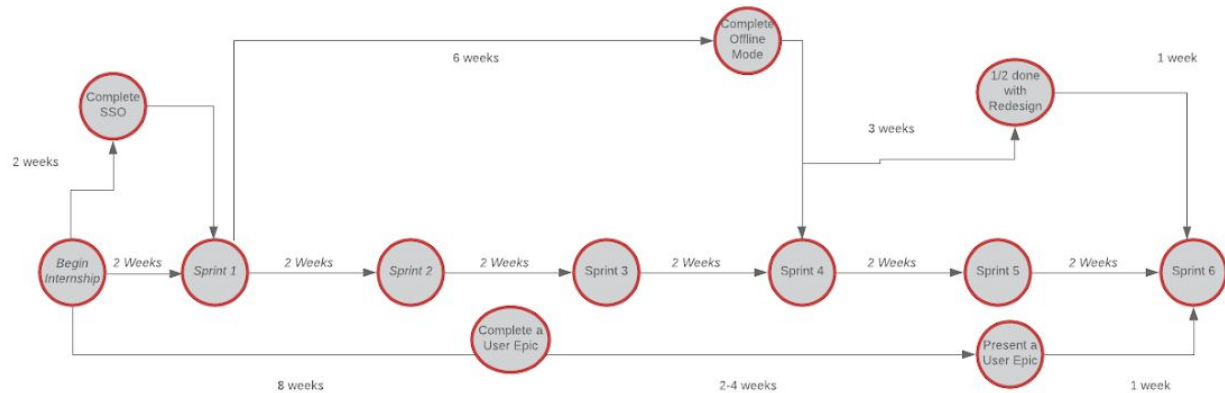 Complete
Offline
Mode
6 weeks
1/2 done
with
Redesign
1 week
Complete
SSO
3 weeks
2 weeks
Begin
Internship
2 Weeks
Sprint 1
2 Weeks
Sprint 2
2 Weeks
Sprint 3
2 Weeks
Sprint 4
2 Weeks
Sprint 5
2 Weeks
Sprint 6
Complete a
User Epic
Present a
User Epic
8 weeks
2-4 weeks
1 week